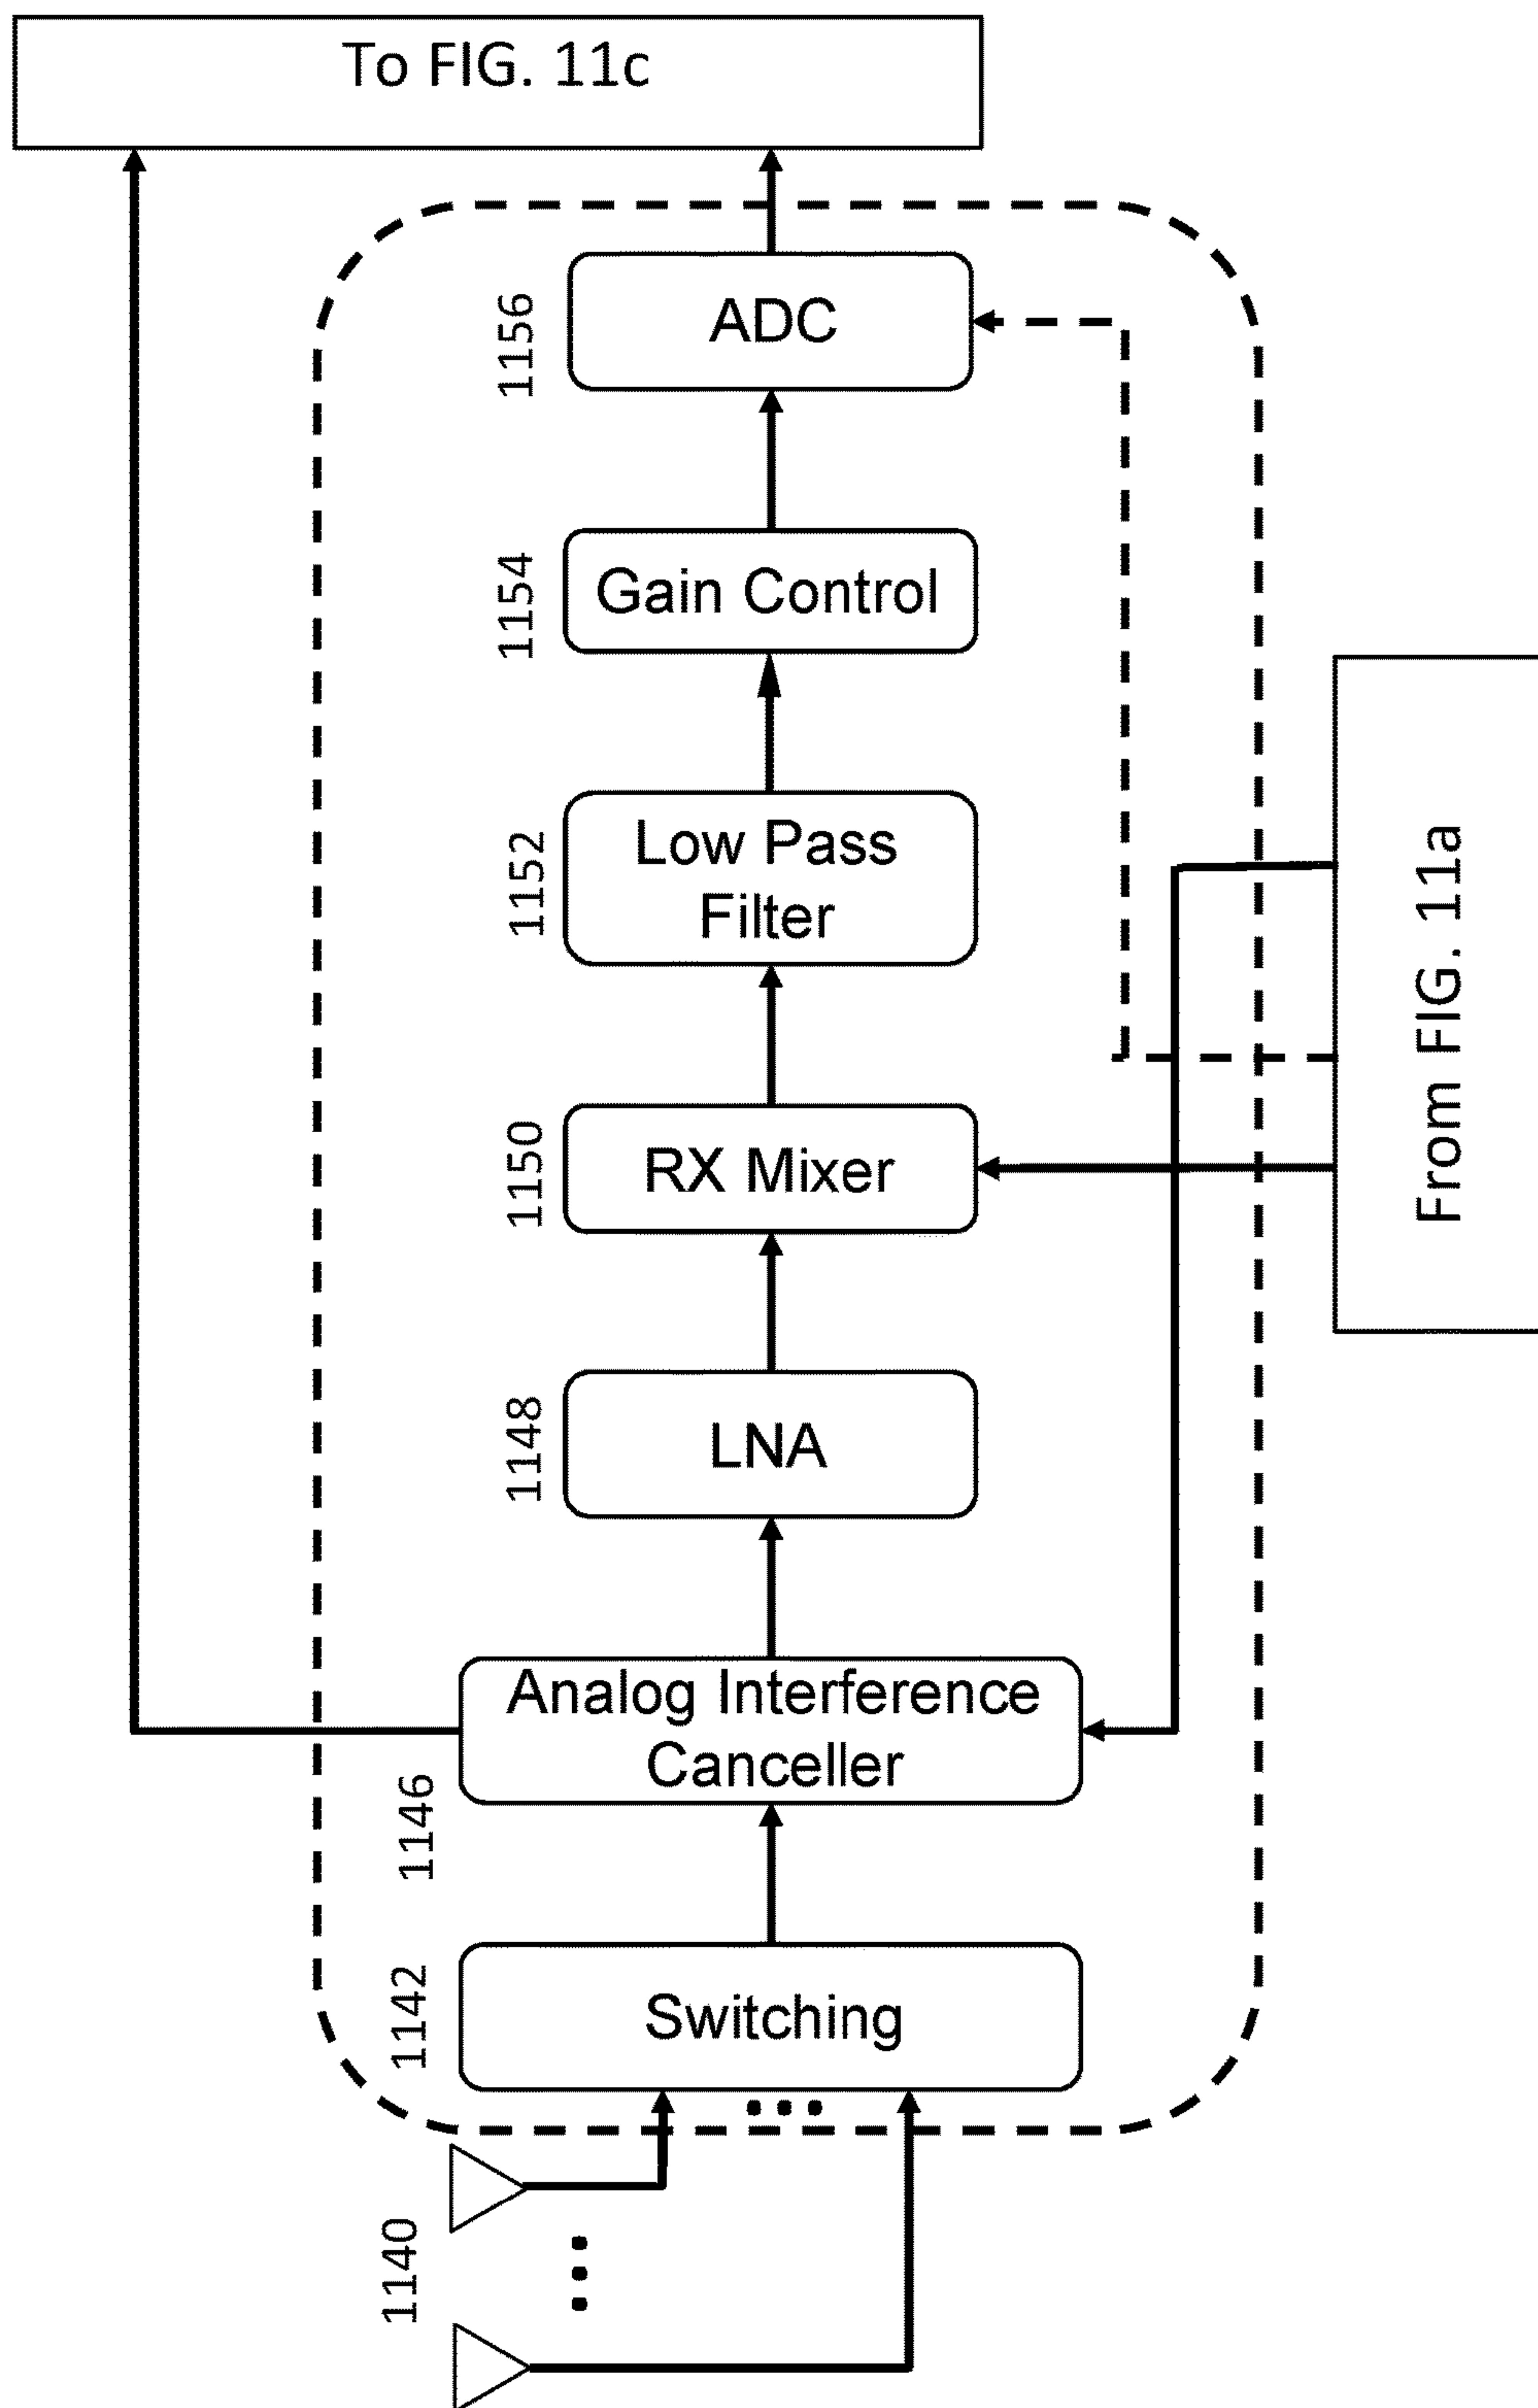 To FIG. 11c
1156
ADC
1154
Gain Control
1152
Low Pass
Filter
1150
RX Mixer
From FIG. 11a
1148
LNA
1146
Analog Interference
Canceller
1142
Switching
1140